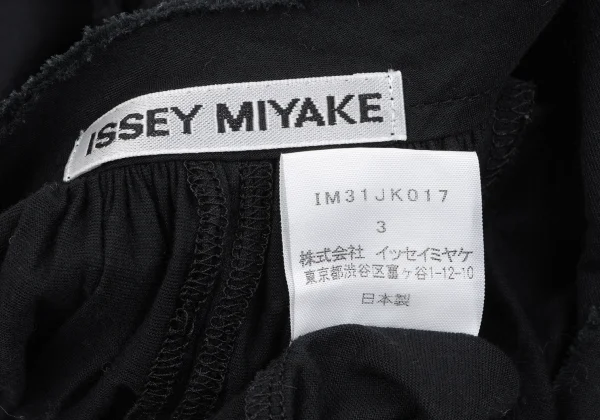 ISSEY MIYAKE
IM31JK017
3
株式会社 イッセイミヤケ
東京都渋谷区富ヶ谷1-12-10
日本製